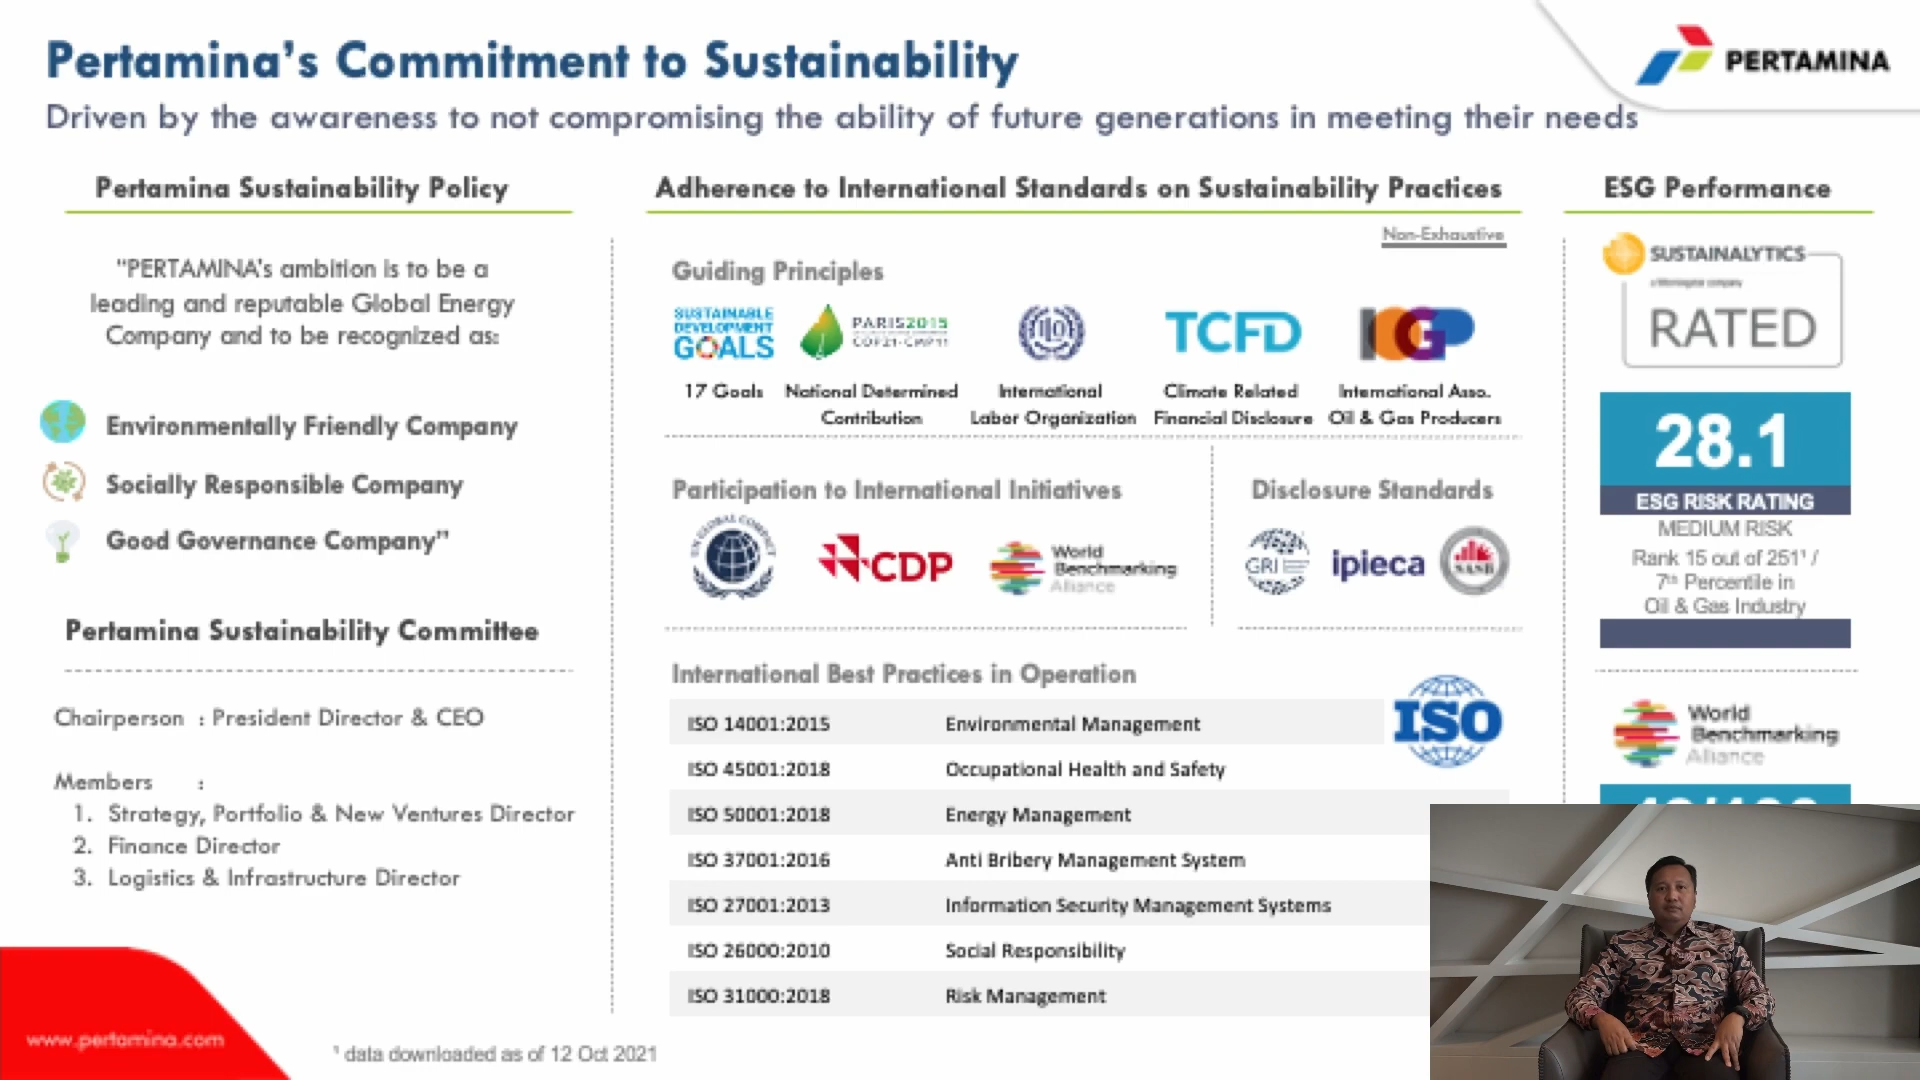 Pertamina's Commitment to Sustainability
PERTAMINA
Driven by the awareness to not compromising the ability of future generations in meeting their needs
Pertamina Sustainability Policy
"PERTAMINA's ambition is to be a
leading and reputable Global Energy
Company and to be recognized as:
Environmentally Friendly Company
Socially Responsible Company
Good Governance Company"
Pertamina Sustainability Committee
Chairperson : President Director & CEO
Members :
1. Strategy, Portfolio & New Ventures Director
2. Finance Director
3. Logistics & Infrastructure Director
Adherence to International Standards on Sustainability Practices
Non-Exhaustive
Guiding Principles
SUSTAINABLE
DEVELOPMENT
GOALS
17 Goals
PARIS2015
COP21-CMP11
National Determined
Contribution
ILO
International
Labor Organization
TCFD
Climate Related
Financial Disclosure
IOGP
International Asso.
Oil & Gas Producers
Participation to International Initiatives
UN GLOBAL COMPACT
CDP
World
Benchmarking
Alliance
Disclosure Standards
GRI
ipieca
SASB
International Best Practices in Operation
ISO
ISO 14001:2015 Environmental Management
ISO 45001:2018 Occupational Health and Safety
ISO 50001:2018 Energy Management
ISO 37001:2016 Anti Bribery Management System
ISO 27001:2013 Information Security Management Systems
ISO 26000:2010 Social Responsibility
ISO 31000:2018 Risk Management
ESG Performance
SUSTAINALYTICS
a Morningstar company
RATED
28.1
ESG RISK RATING
MEDIUM RISK
Rank 15 out of 251¹ /
7th Percentile in
Oil & Gas Industry
World
Benchmarking
Alliance
www.pertamina.com
¹ data downloaded as of 12 Oct 2021